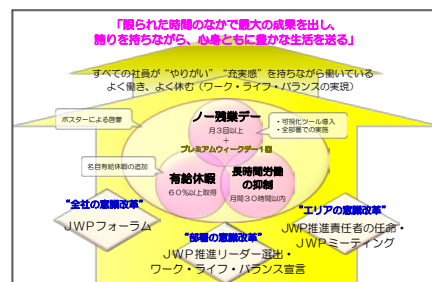 「限られた時間のなかで最大の成果を出し、
誇りを持ちながら、心身ともに豊かな生活を送る」
すべての社員が“やりがい”“充実感”を持ちながら働いている
よく働き、よく休む（ワーク・ライフ・バランスの実現）
ポスターによる啓蒙
ノー残業デー
月３回以上
＋
プレミアムウィークデー１回
・可視化ツール導入
・全部署での実施
名目有給休暇の追加
有給休暇
６０％以上取得
長時間労働
の抑制
月間３０時間以内
“全社の意識改革”
ＪＷＰフォーラム
“部署の意識改革”
ＪＷＰ推進リーダー選出・
ワーク・ライフ・バランス宣言
“エリアの意識改革”
ＪＷＰ推進責任者の任命・
ＪＷＰミーティング